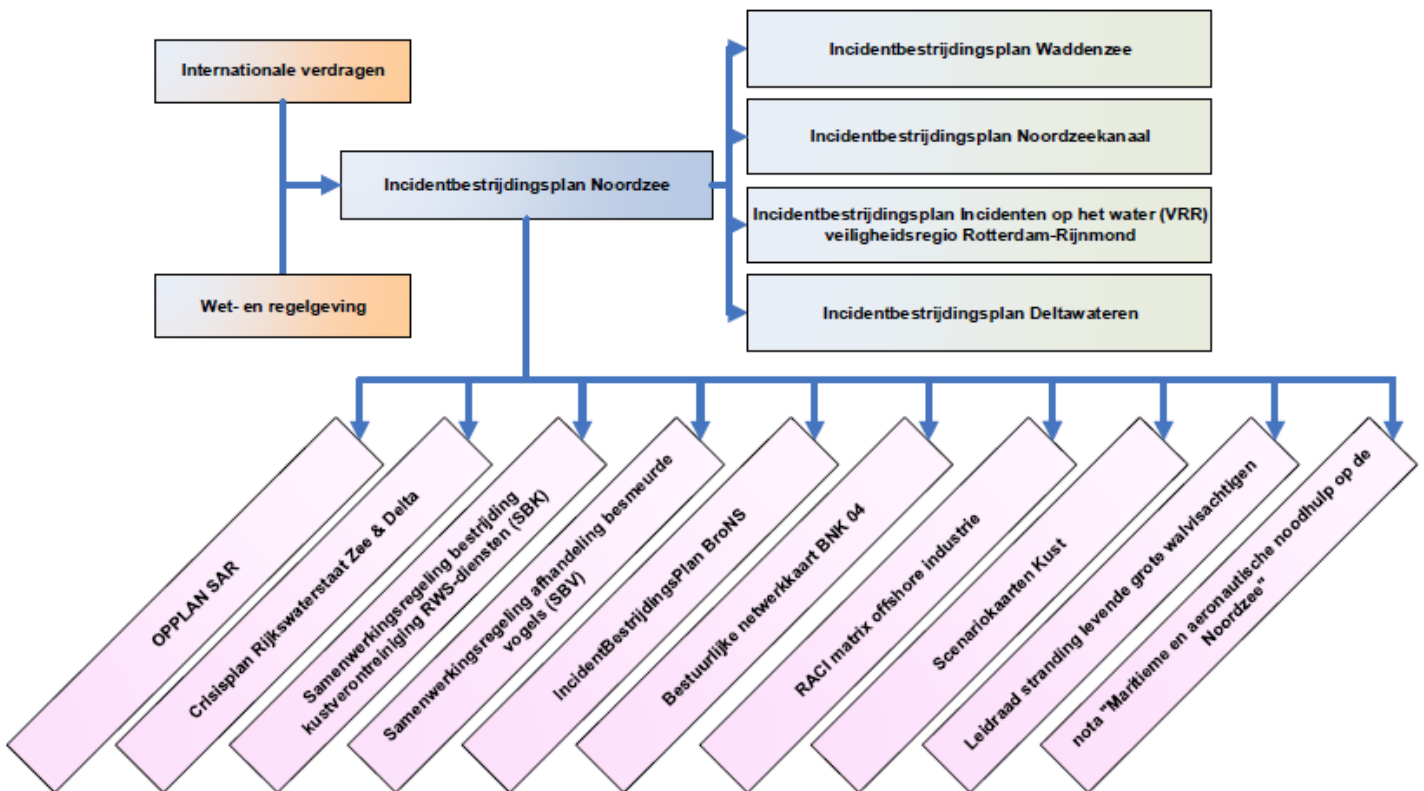 Internationale verdragen
Wet- en regelgeving
Incidentbestrijdingsplan Noordzee
Incidentbestrijdingsplan Waddenzee
Incidentbestrijdingsplan Noordzeekanaal
Incidentbestrijdingsplan Incidenten op het water (VRR)
veiligheidsregio Rotterdam-Rijnmond
Incidentbestrijdingsplan Deltawateren
OPPLAN SAR
Crisisplan Rijkswaterstaat Zee & Delta
Samenwerkingsregeling bestrijding
kustverontreiniging RWS-diensten (SBK)
Samenwerkingsregeling afhandeling besmeurde
vogels (SBV)
IncidentBestrijdingsPlan BroNS
Bestuurlijke netwerkkaart BNK 04
RACI matrix offshore industrie
Scenariokaarten Kust
Leidraad stranding levende grote walvisachtigen
nota "Maritieme en aeronautische noodhulp op de
Noordzee"